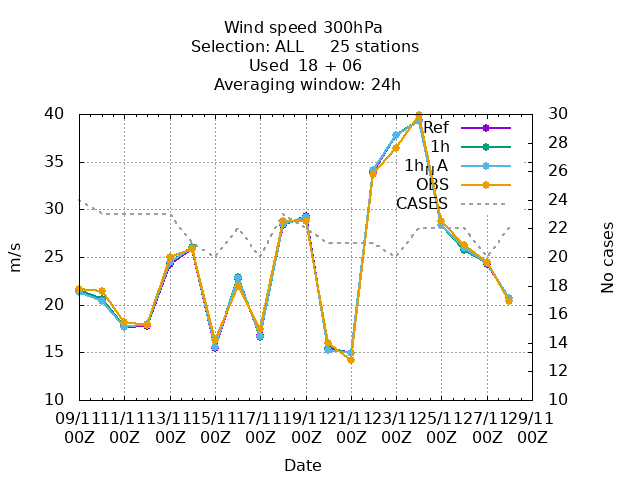 Wind speed 300hPa
Selection: ALL 25 stations
Used 18 + 06
Averaging window: 24h
40
35
30
25
20
15
10
m/s
30
28
26
24
22
20
18
16
14
12
10
No cases
Ref
1h
1h_A
OBS
CASES
09/11 11/11 13/11 15/11 17/11 19/11 21/11 23/11 25/11 27/11 29/11
00Z 00Z 00Z 00Z 00Z 00Z 00Z 00Z 00Z 00Z 00Z
Date